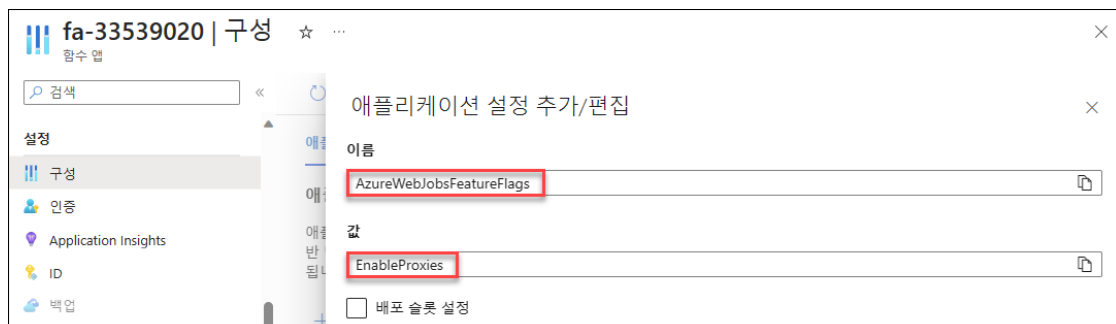 fa-33539020 | 구성
함수 앱
검색
설정
구성
인증
Application Insights
ID
백업
애플리케이션 설정 추가/편집
이름
AzureWebJobsFeatureFlags
값
EnableProxies
배포 슬롯 설정